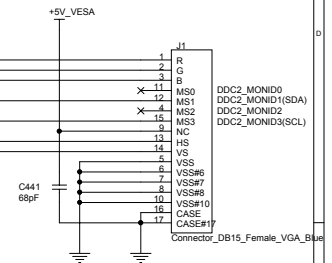 +5V_VESA
D
J1
1 R
2 G
3 B
11 MS0 DDC2_MONID0
12 MS1 DDC2_MONID1(SDA)
4 MS2 DDC2_MONID2
15 MS3 DDC2_MONID3(SCL)
9 NC
13 HS
14 VS
5 VSS
6 VSS#6
7 VSS#7
8 VSS#8
10 VSS#10
16 CASE
17 CASE#17
C441
68pF
Connector_DB15_Female_VGA_Blue